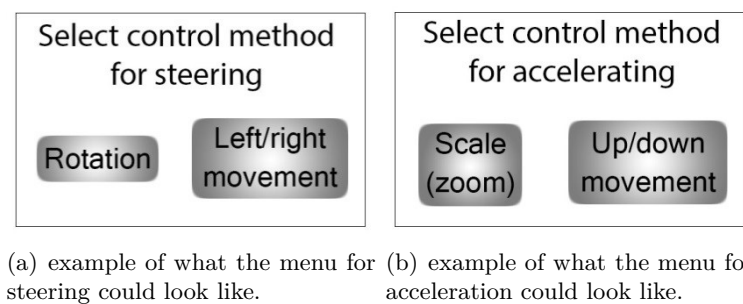 Select control method
for steering
Rotation
Left/right
movement
Select control method
for accelerating
Scale
(zoom)
Up/down
movement
(a) example of what the menu for
steering could look like.
(b) example of what the menu fo
acceleration could look like.